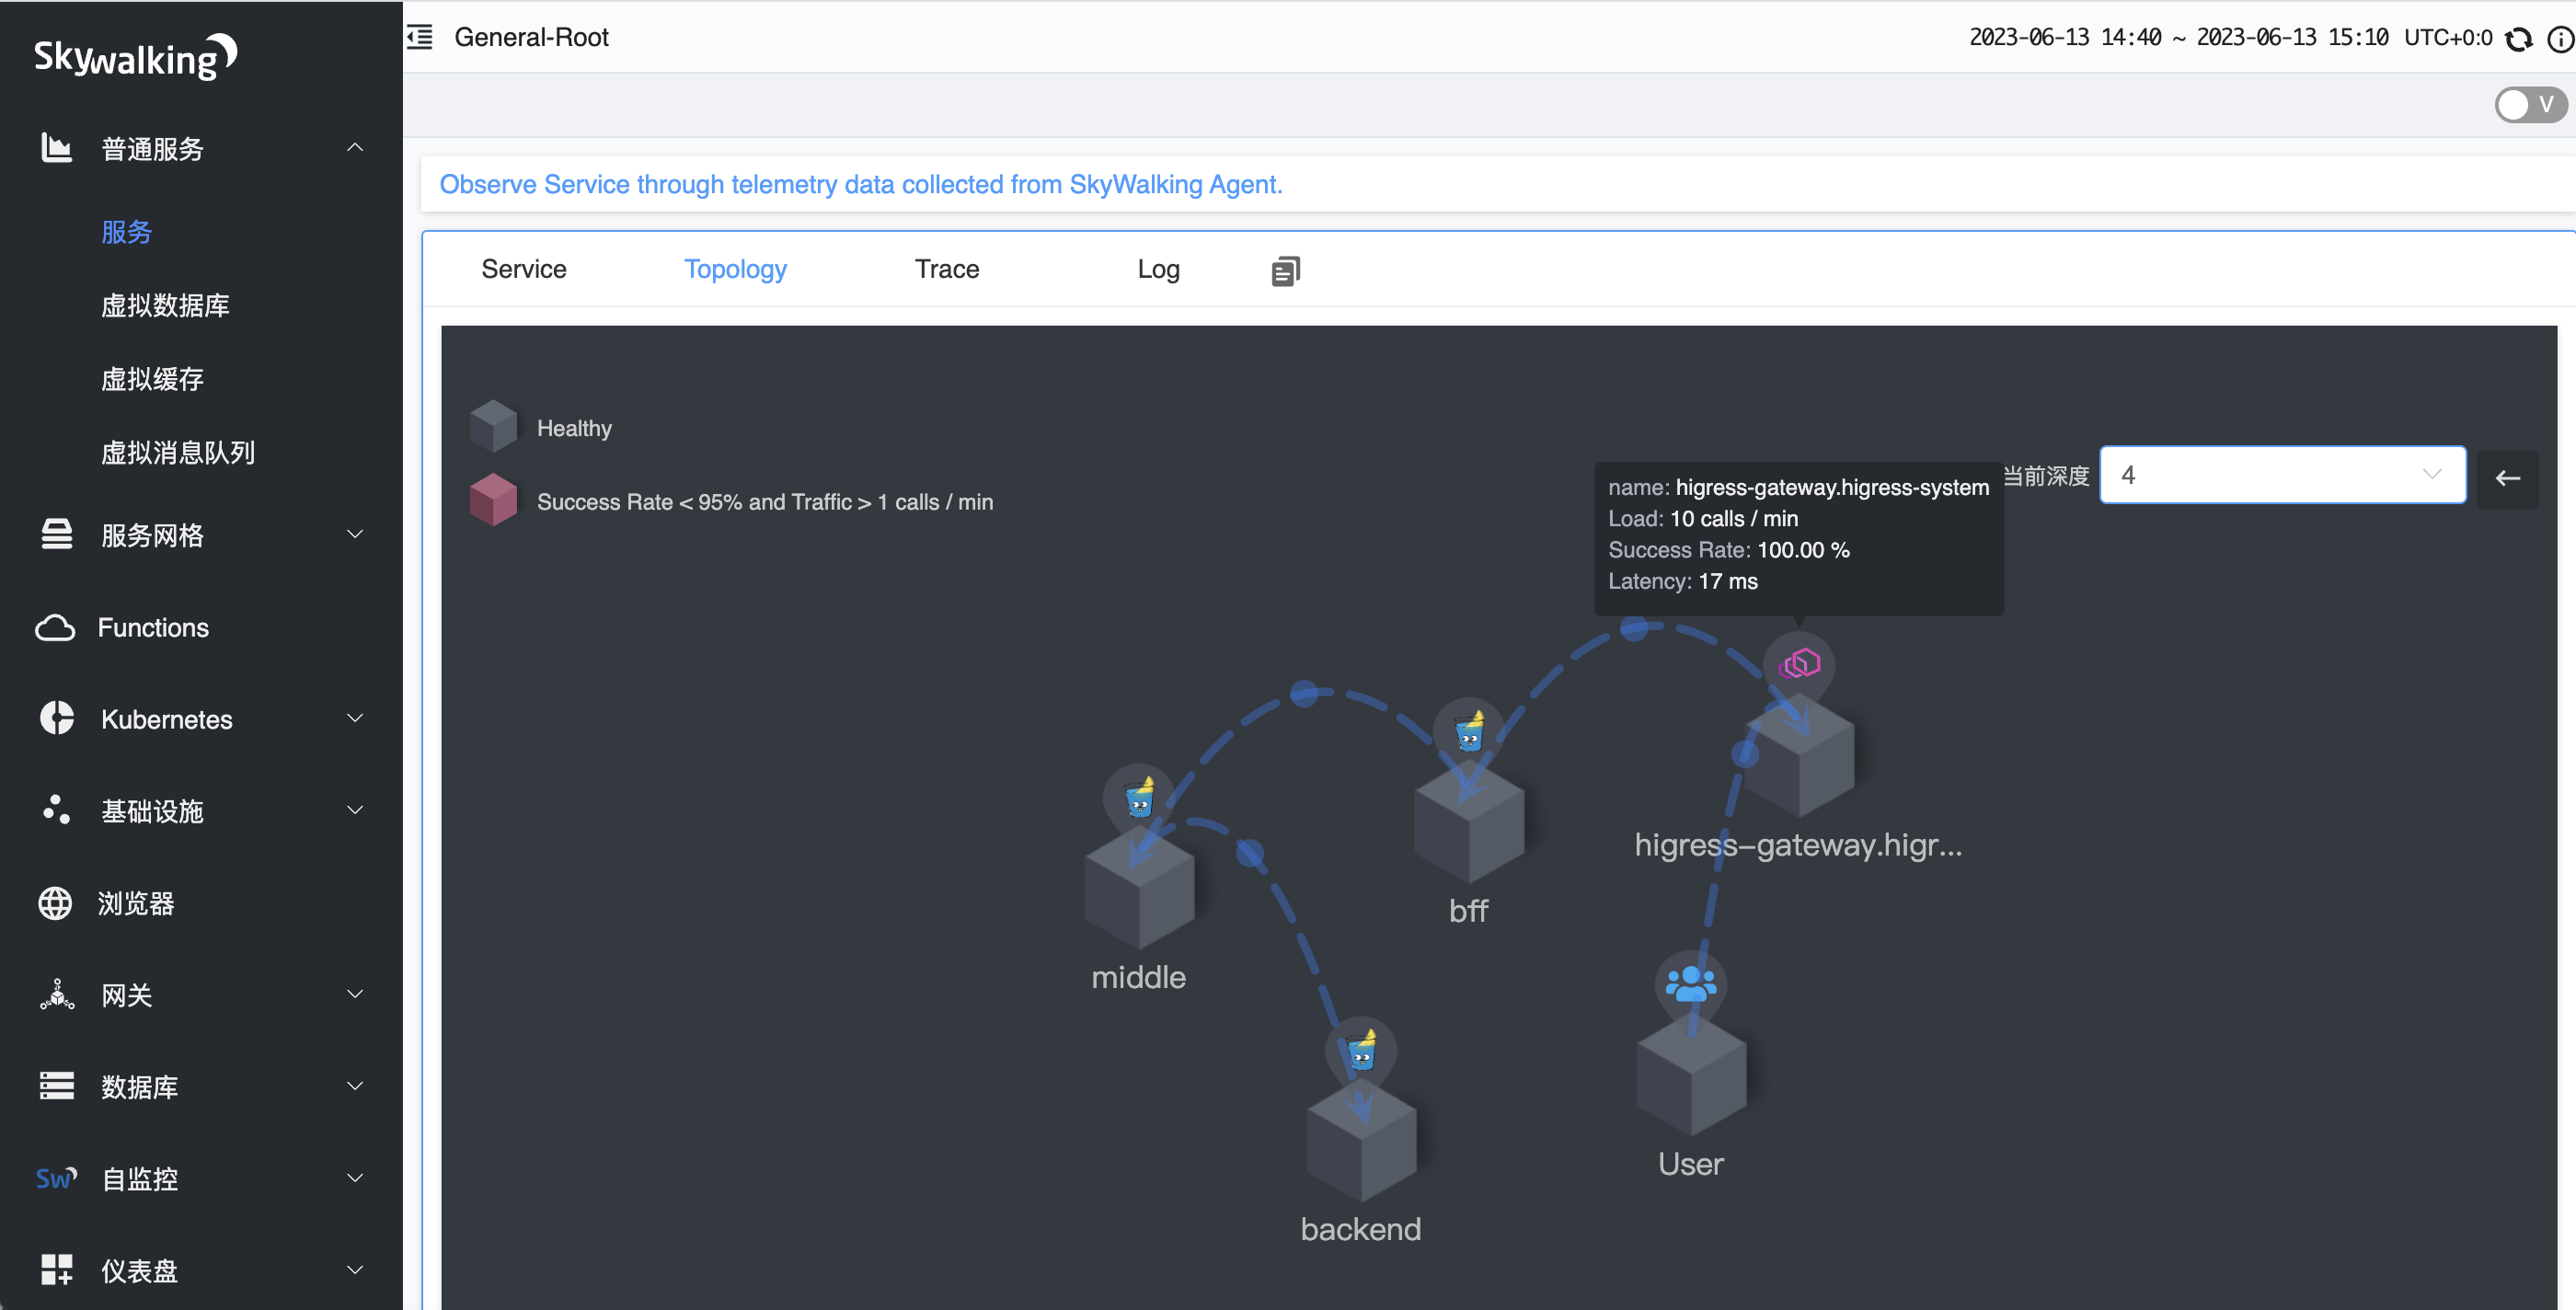 Skywalking
普通服务
服务
虚拟数据库
虚拟缓存
虚拟消息队列
服务网格
Functions
Kubernetes
基础设施
浏览器
网关
数据库
Sw 自监控
仪表盘
General-Root
2023-06-13 14:40 ~ 2023-06-13 15:10 UTC+0:0
V
Observe Service through telemetry data collected from SkyWalking Agent.
Service Topology Trace Log
Healthy
Success Rate < 95% and Traffic > 1 calls / min
当前深度 4
name: higress-gateway.higress-system
Load: 10 calls / min
Success Rate: 100.00 %
Latency: 17 ms
higress-gateway.higr...
bff
middle
User
backend